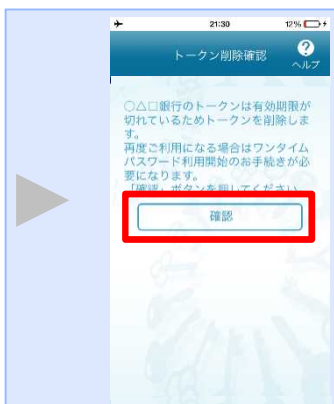 21:30
12%
トークン削除確認
?
ヘルプ
○△□銀行のトークンは有効期限が
切れているためトークンを削除しま
す。
再度ご利用になる場合はワンタイム
パスワード利用開始のお手続きが必
要になります。
「確認」ボタンを押してください。
確認